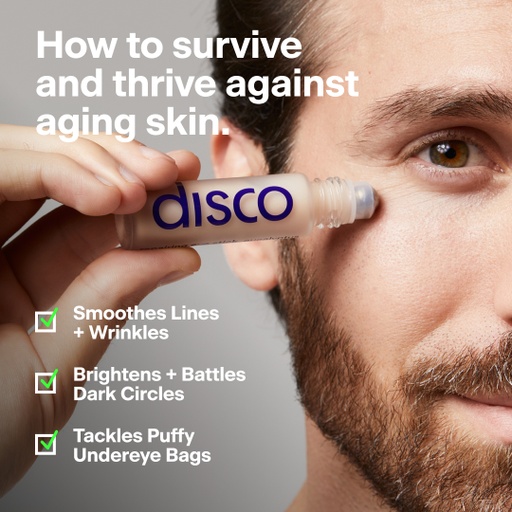 How to survive
and thrive against
aging skin.
disco
Smoothes Lines
+ Wrinkles
Brightens + Battles
Dark Circles
Tackles Puffy
Undereye Bags